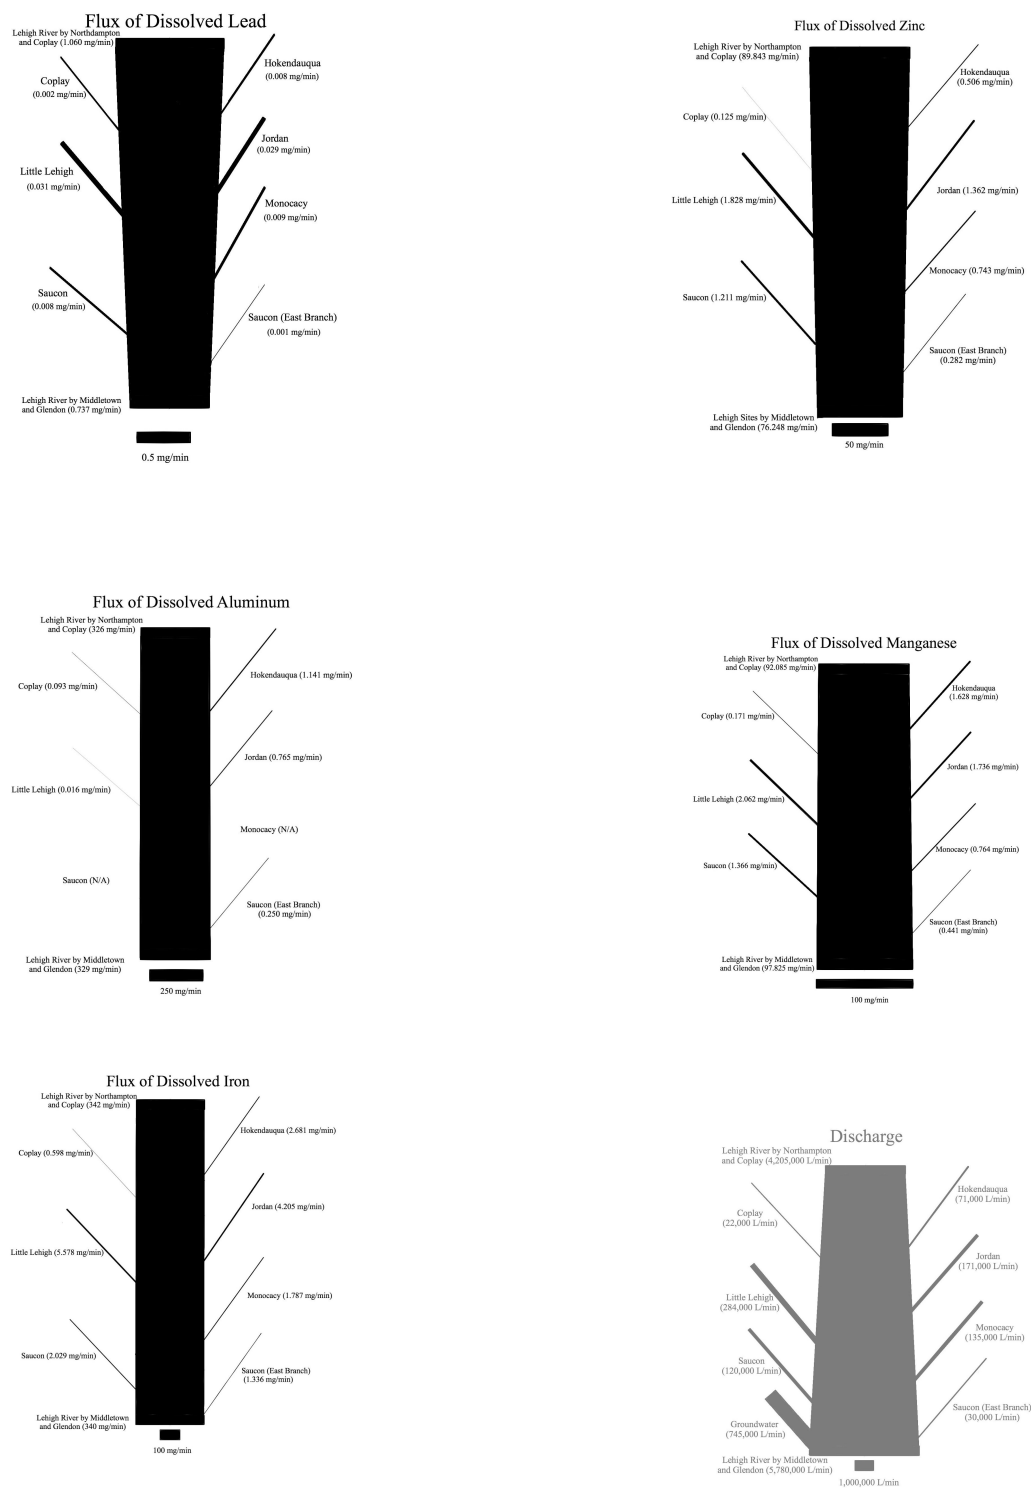 Flux of Dissolved Lead
Lehigh River by Northdampton
and Coplay (1.060 mg/min)
Hokendauqua
(0.008 mg/min)
Coplay
(0.002 mg/min)
Jordan
(0.029 mg/min)
Little Lehigh
(0.031 mg/min)
Monocacy
(0.009 mg/min)
Saucon
(0.008 mg/min)
Saucon (East Branch)
(0.001 mg/min)
Lehigh River by Middletown
and Glendon (0.737 mg/min)
0.5 mg/min
Flux of Dissolved Zinc
Lehigh River by Northampton
and Coplay (89.843 mg/min)
Hokendauqua
(0.506 mg/min)
Coplay (0.125 mg/min)
Jordan (1.362 mg/min)
Little Lehigh (1.828 mg/min)
Monocacy (0.743 mg/min)
Saucon (1.211 mg/min)
Saucon (East Branch)
(0.282 mg/min)
Lehigh Sites by Middletown
and Glendon (76.248 mg/min)
50 mg/min
Flux of Dissolved Aluminum
Lehigh River by Northampton
and Coplay (326 mg/min)
Hokendauqua (1.141 mg/min)
Coplay (0.093 mg/min)
Jordan (0.765 mg/min)
Little Lehigh (0.016 mg/min)
Monocacy (N/A)
Saucon (N/A)
Saucon (East Branch)
(0.250 mg/min)
Lehigh River by Middletown
and Glendon (329 mg/min)
250 mg/min
Flux of Dissolved Manganese
Lehigh River by Northampton
and Coplay (92.085 mg/min)
Hokendauqua
(1.628 mg/min)
Coplay (0.171 mg/min)
Jordan (1.736 mg/min)
Little Lehigh (2.062 mg/min)
Monocacy (0.764 mg/min)
Saucon (1.366 mg/min)
Saucon (East Branch)
(0.441 mg/min)
Lehigh River by Middletown
and Glendon (97.825 mg/min)
100 mg/min
Flux of Dissolved Iron
Lehigh River by Northampton
and Coplay (342 mg/min)
Hokendauqua (2.681 mg/min)
Coplay (0.598 mg/min)
Jordan (4.205 mg/min)
Little Lehigh (5.578 mg/min)
Monocacy (1.787 mg/min)
Saucon (2.029 mg/min)
Saucon (East Branch)
(1.336 mg/min)
Lehigh River by Middletown
and Glendon (340 mg/min)
100 mg/min
Discharge
Lehigh River by Northampton
and Coplay (4,205,000 L/min)
Hokendauqua
(71,000 L/min)
Coplay
(22,000 L/min)
Jordan
(171,000 L/min)
Little Lehigh
(284,000 L/min)
Monocacy
(135,000 L/min)
Saucon
(120,000 L/min)
Saucon (East Branch)
(30,000 L/min)
Groundwater
(745,000 L/min)
Lehigh River by Middletown
and Glendon (5,780,000 L/min)
1,000,000 L/min